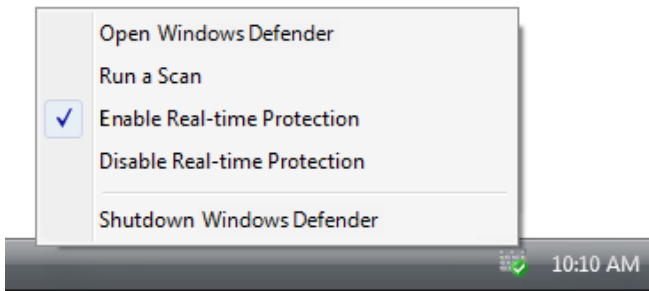 Open Windows Defender
Run a Scan
Enable Real-time Protection
Disable Real-time Protection
Shutdown Windows Defender
10:10 AM